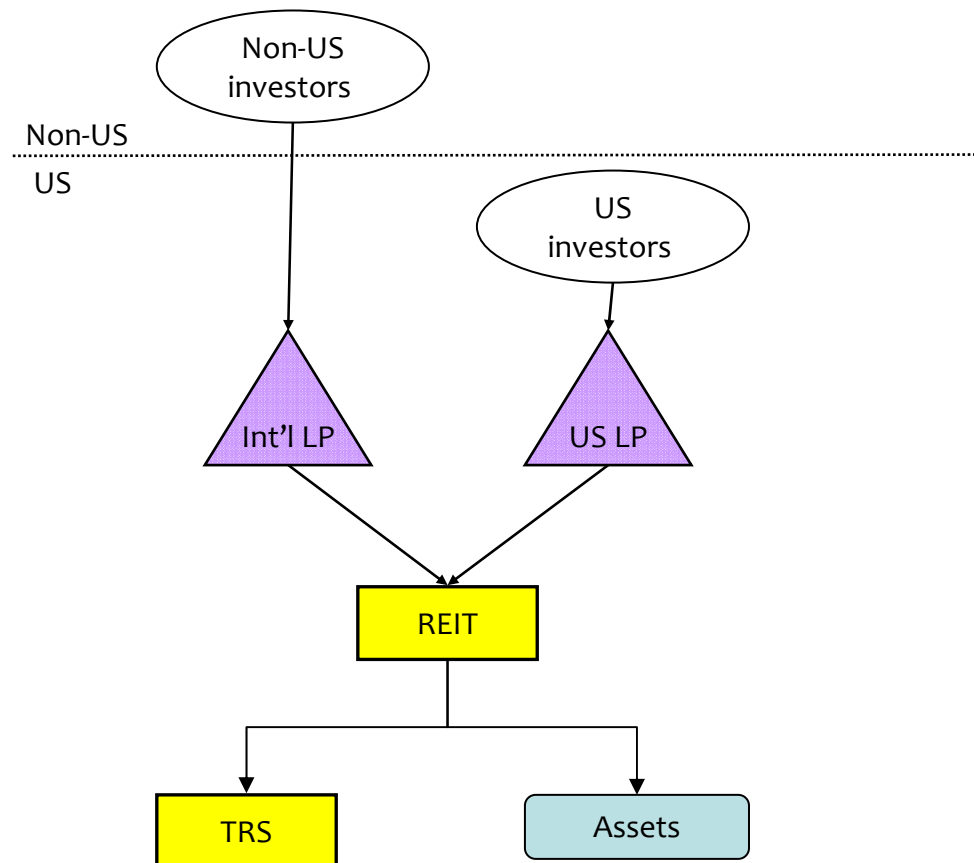 Non-US
investors
Non-US
US
US
investors
Int’l LP
US LP
REIT
TRS
Assets